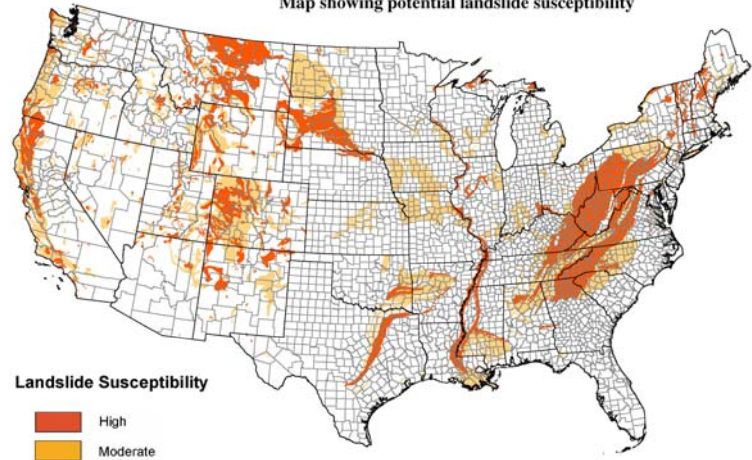 Map showing potential landslide susceptibility
Landslide Susceptibility
High
Moderate